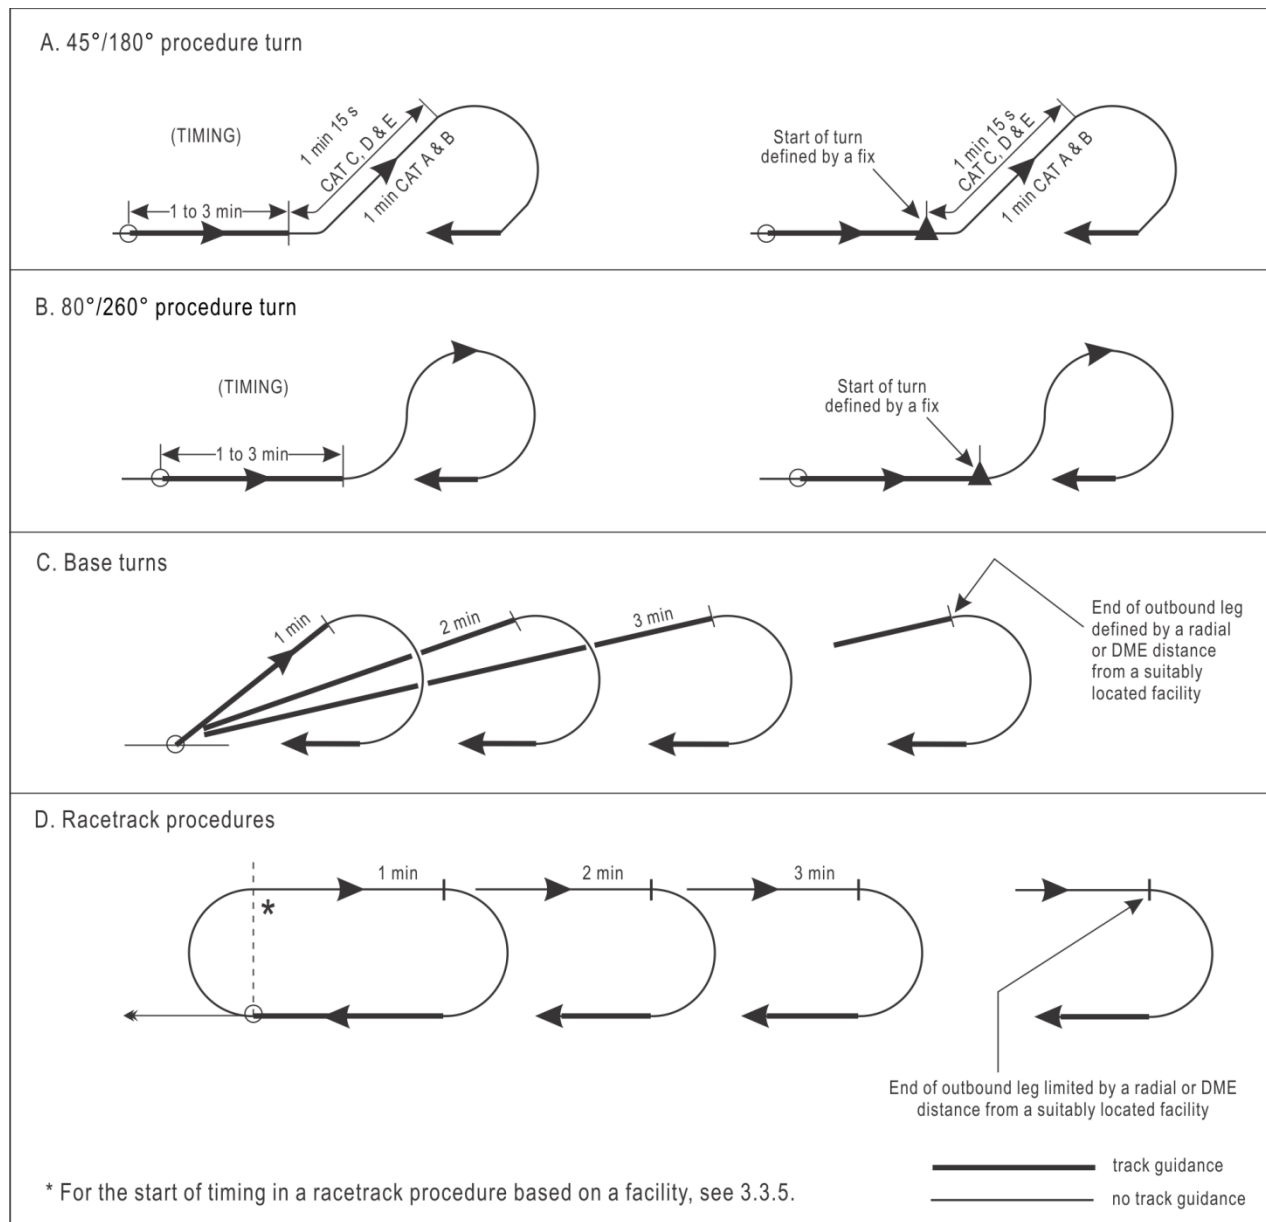 A. 45°/180° procedure turn
(TIMING)
1 to 3 min
1 min 15 s
CAT C, D & E
1 min CAT A & B
Start of turn
defined by a fix
1 min 15 s
CAT C, D & E
1 min CAT A & B
B. 80°/260° procedure turn
(TIMING)
1 to 3 min
Start of turn
defined by a fix
C. Base turns
1 min
2 min
3 min
End of outbound leg
defined by a radial
or DME distance
from a suitably
located facility
D. Racetrack procedures
1 min
2 min
3 min
*
End of outbound leg limited by a radial or DME
distance from a suitably located facility
track guidance
no track guidance
* For the start of timing in a racetrack procedure based on a facility, see 3.3.5.